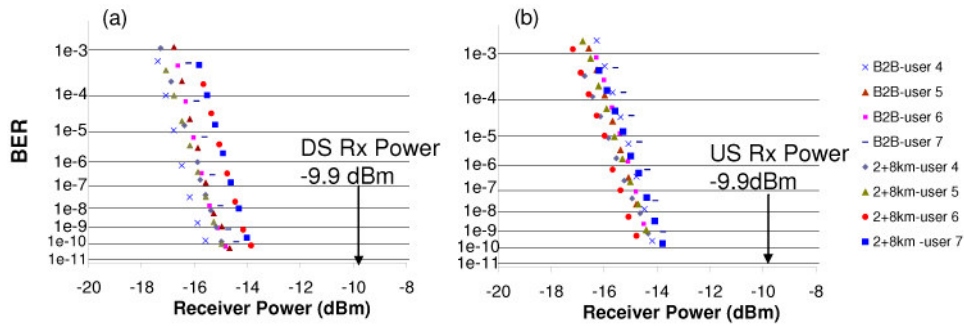 (a)
1e-3
1e-4
1e-5
1e-6
1e-7
1e-8
1e-9
1e-10
1e-11
BER
DS Rx Power
-9.9 dBm
-20 -18 -16 -14 -12 -10 -8
Receiver Power (dBm)
(b)
1e-3
1e-4
1e-5
1e-6
1e-7
1e-8
1e-9
1e-10
1e-11
US Rx Power
-9.9dBm
-20 -18 -16 -14 -12 -10 -8
Receiver Power (dBm)
B2B-user 4
B2B-user 5
B2B-user 6
B2B-user 7
2+8km-user 4
2+8km-user 5
2+8km-user 6
2+8km -user 7